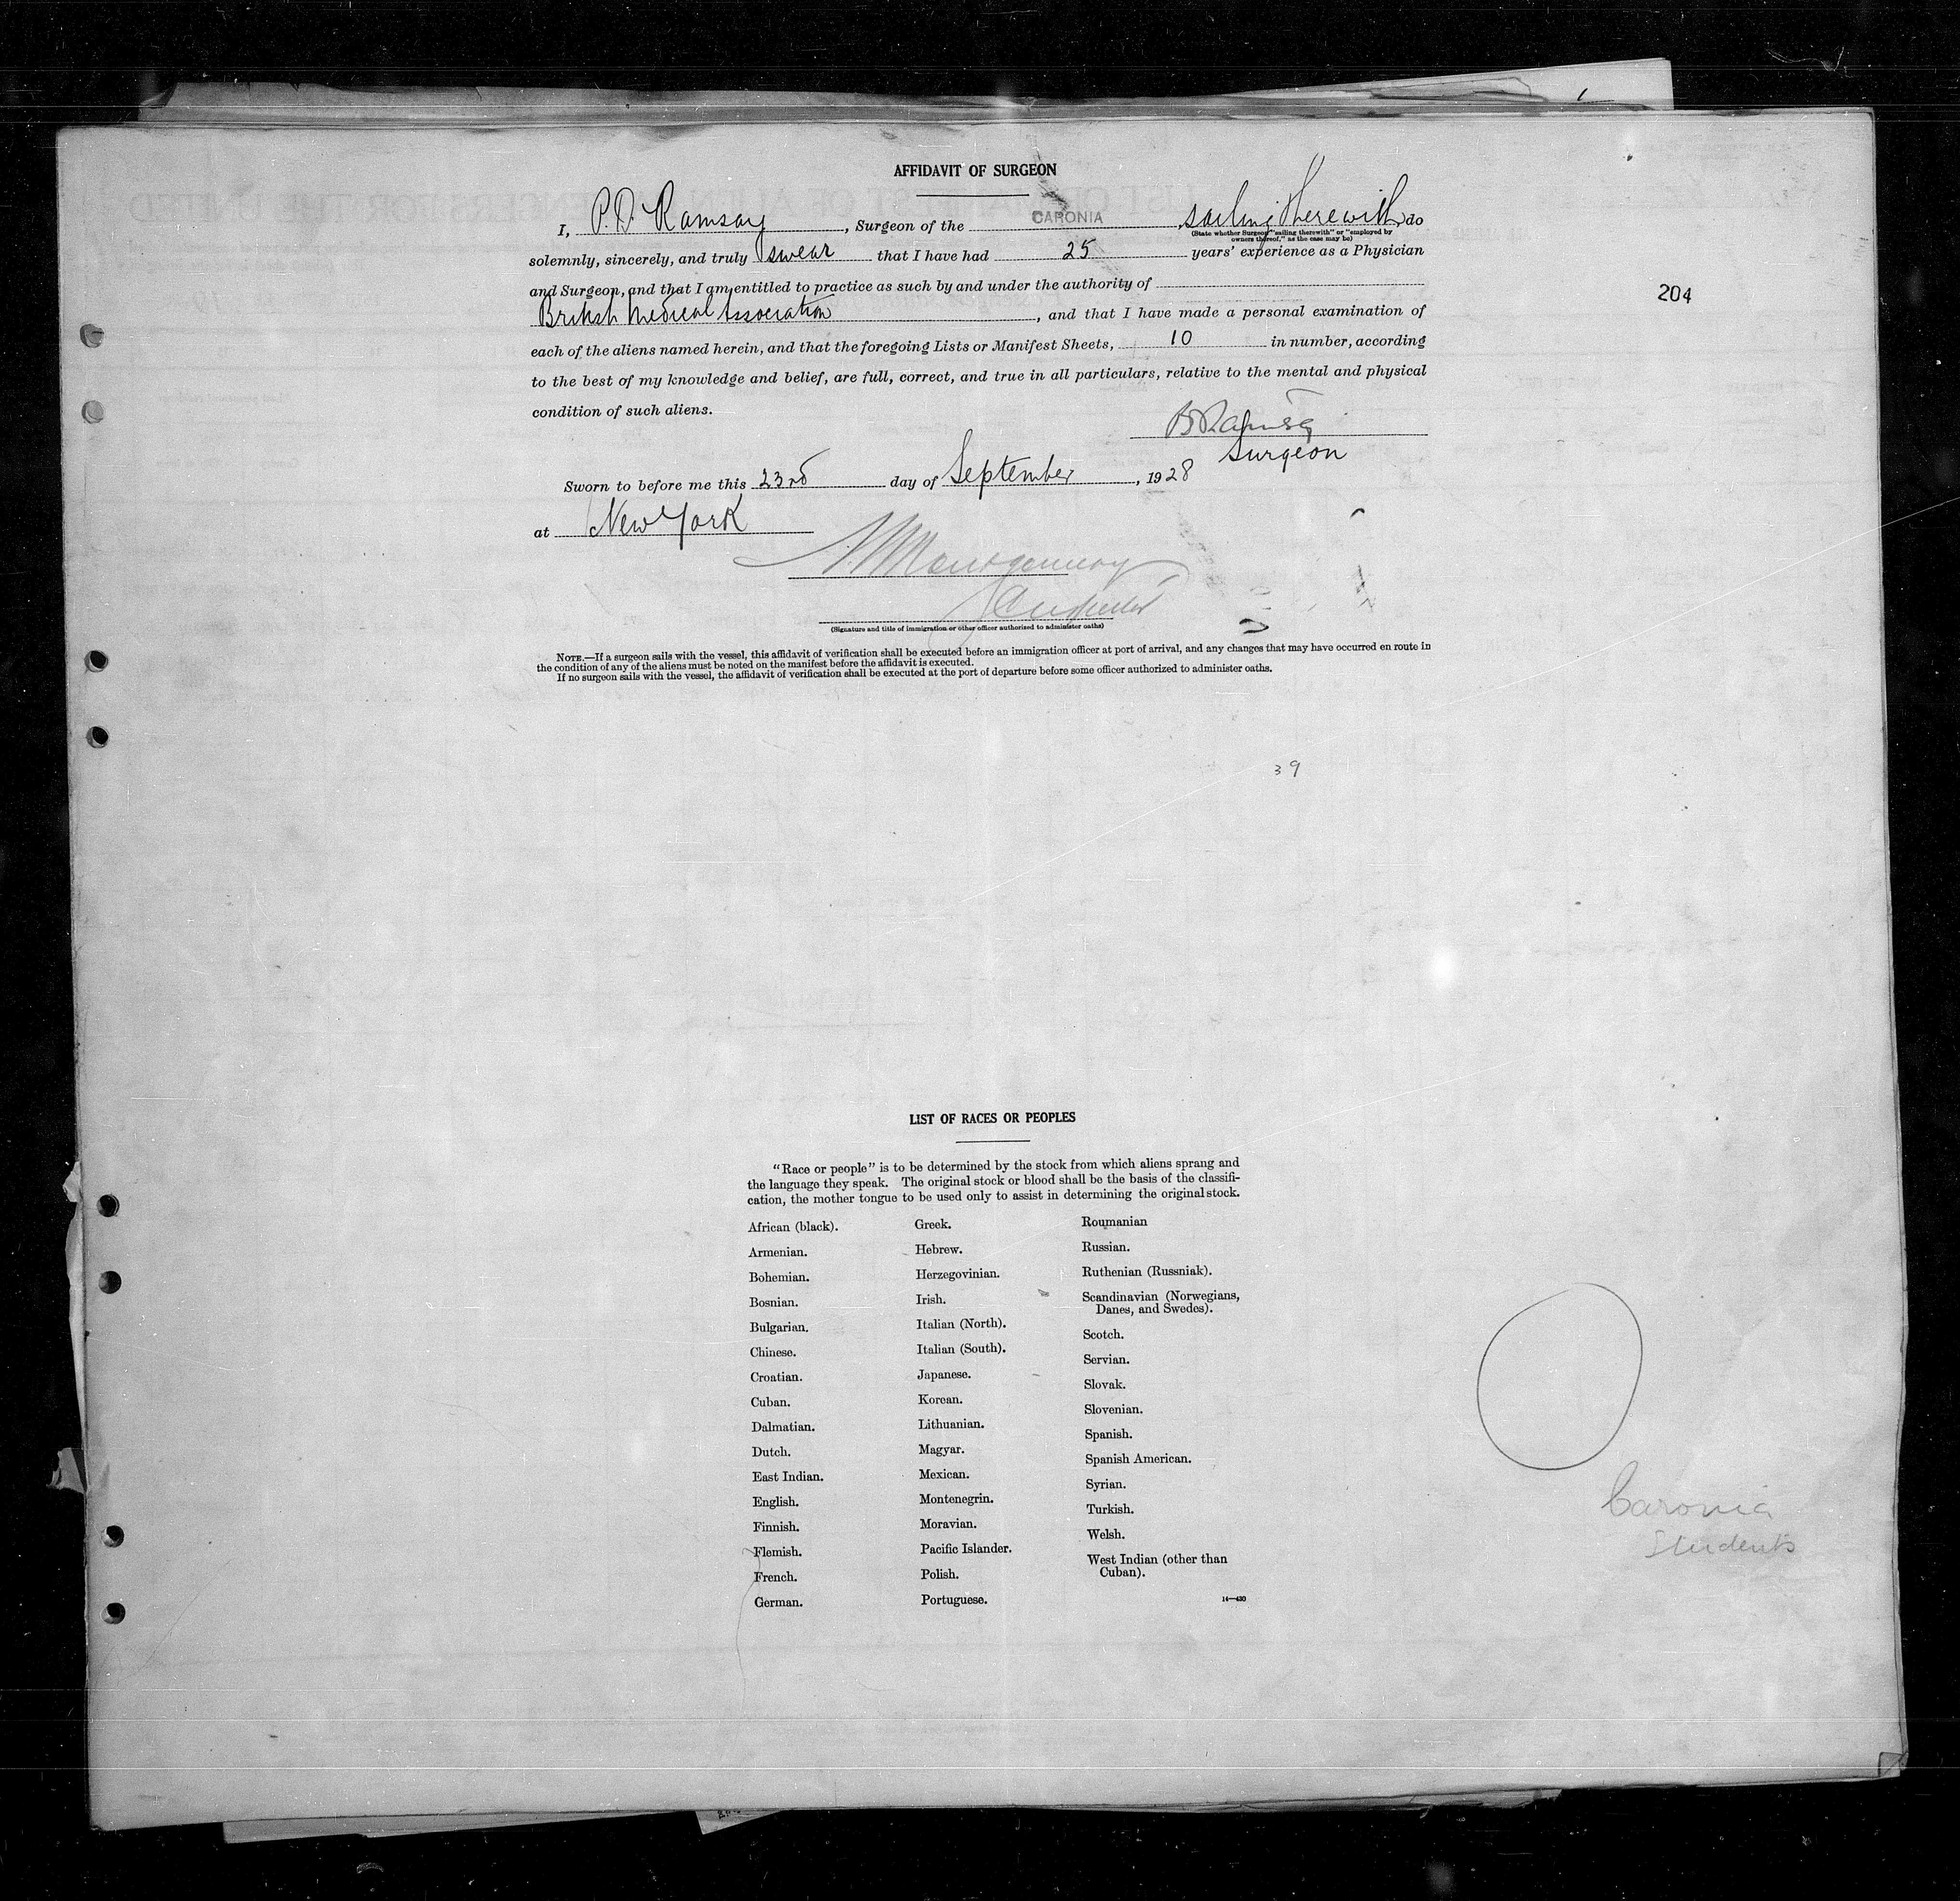 AFFIDAVIT OF SURGEON
I, P. D. Ramsay, Surgeon of the CARONIA, sailing therewith, do
(State whether Surgeon "sailing therewith" or "employed by
owners thereof," as the case may be)
solemnly, sincerely, and truly swear that I have had 25 years' experience as a Physician
and Surgeon, and that I am entitled to practice as such by and under the authority of
British Medical Association, and that I have made a personal examination of
204
each of the aliens named herein, and that the foregoing Lists or Manifest Sheets, 10 in number, according
to the best of my knowledge and belief, are full, correct, and true in all particulars, relative to the mental and physical
condition of such aliens.
Ramsay
Surgeon
Sworn to before me this 23rd day of September, 1928
at New York
Montgomery
(Signature and title of immigration or other officer authorized to administer oaths)
NOTE.—If a surgeon sails with the vessel, this affidavit of verification shall be executed before an immigration officer at port of arrival, and any changes that may have occurred en route in
the condition of any of the aliens must be noted on the manifest before the affidavit is executed.
If no surgeon sails with the vessel, the affidavit of verification shall be executed at the port of departure before some officer authorized to administer oaths.
39
LIST OF RACES OR PEOPLES
"Race or people" is to be determined by the stock from which aliens sprang and
the language they speak. The original stock or blood shall be the basis of the classifi-
cation, the mother tongue to be used only to assist in determining the original stock.
African (black).
Armenian.
Bohemian.
Bosnian.
Bulgarian.
Chinese.
Croatian.
Cuban.
Dalmatian.
Dutch.
East Indian.
English.
Finnish.
Flemish.
French.
German.
Greek.
Hebrew.
Herzegovinian.
Irish.
Italian (North).
Italian (South).
Japanese.
Korean.
Lithuanian.
Magyar.
Mexican.
Montenegrin.
Moravian.
Pacific Islander.
Polish.
Portuguese.
Roumanian
Russian.
Ruthenian (Russniak).
Scandinavian (Norwegians,
Danes, and Swedes).
Scotch.
Servian.
Slovak.
Slovenian.
Spanish.
Spanish American.
Syrian.
Turkish.
Welsh.
West Indian (other than
Cuban).
14—430
Caronia
Students